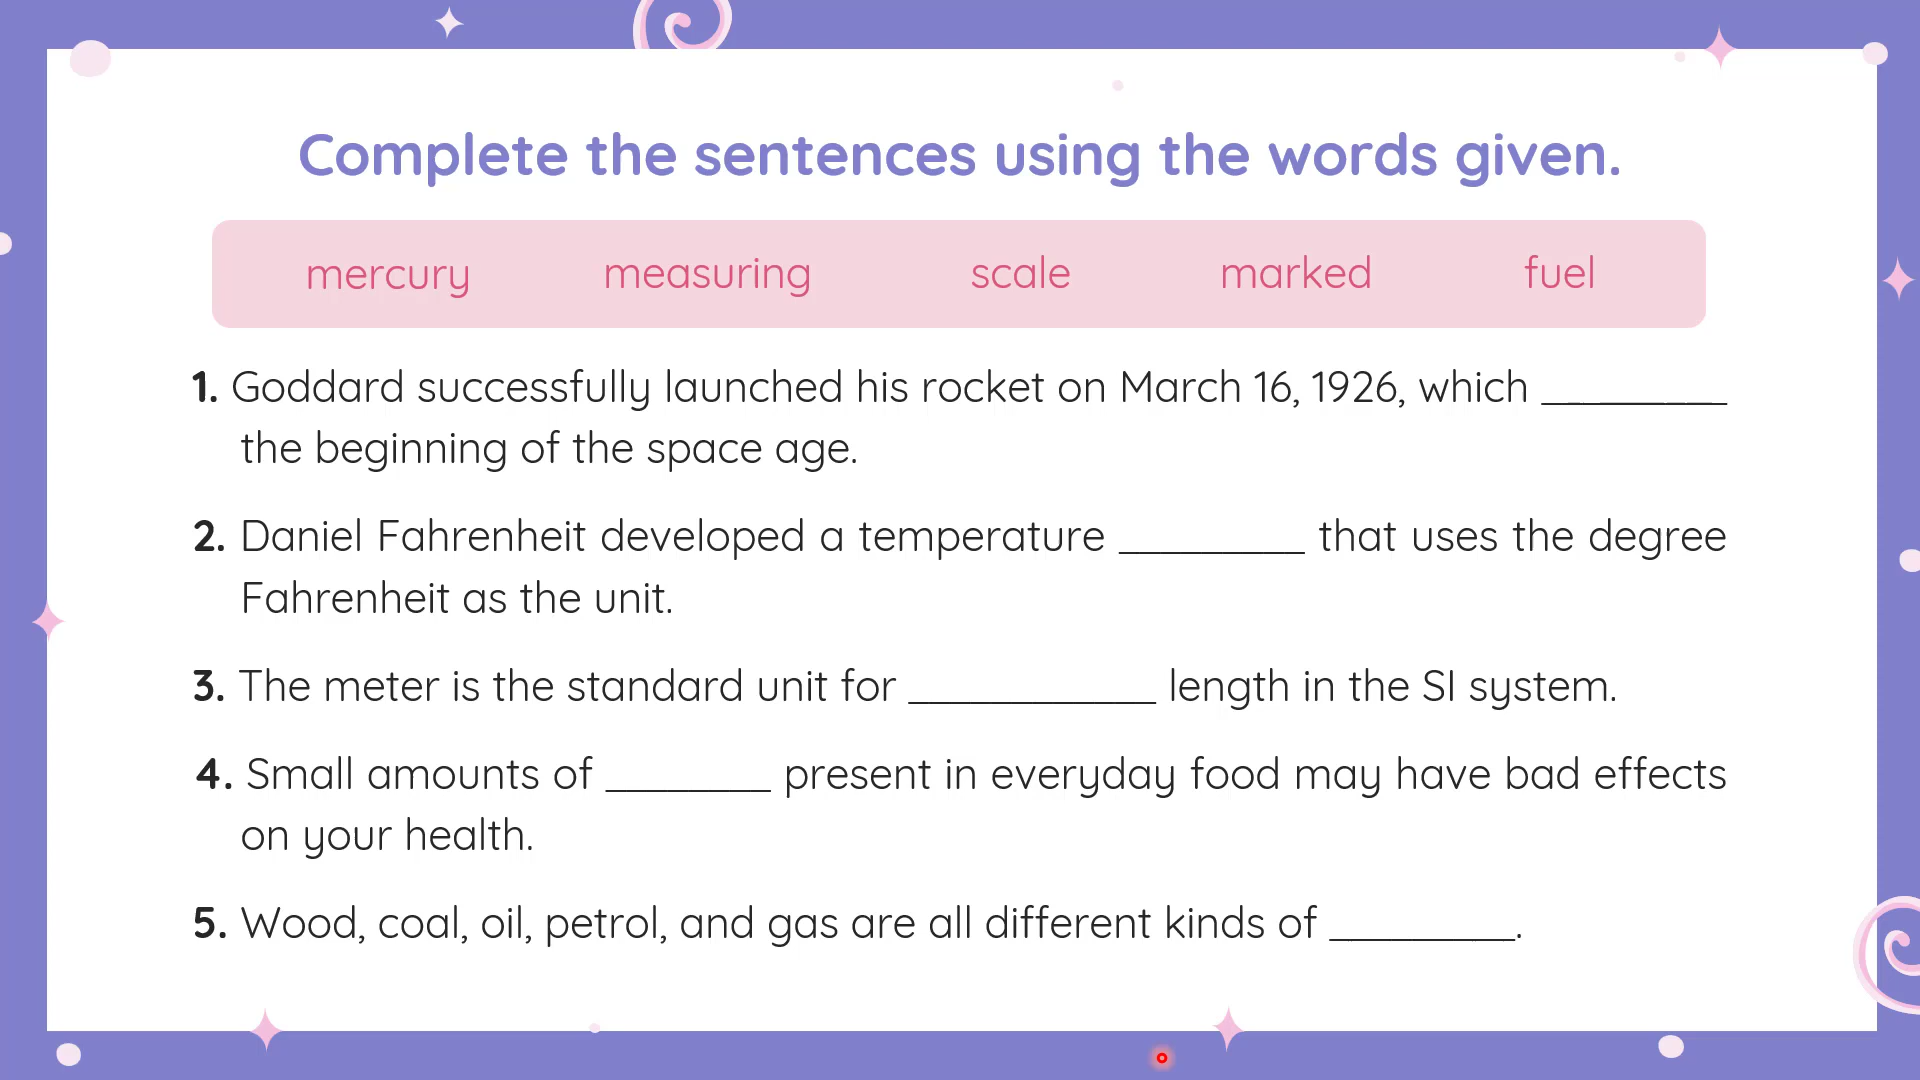 Complete the sentences using the words given.
mercury measuring scale marked fuel
1. Goddard successfully launched his rocket on March 16, 1926, which _________
the beginning of the space age.
2. Daniel Fahrenheit developed a temperature _________ that uses the degree
Fahrenheit as the unit.
3. The meter is the standard unit for ____________ length in the SI system.
4. Small amounts of ________ present in everyday food may have bad effects
on your health.
5. Wood, coal, oil, petrol, and gas are all different kinds of _________.